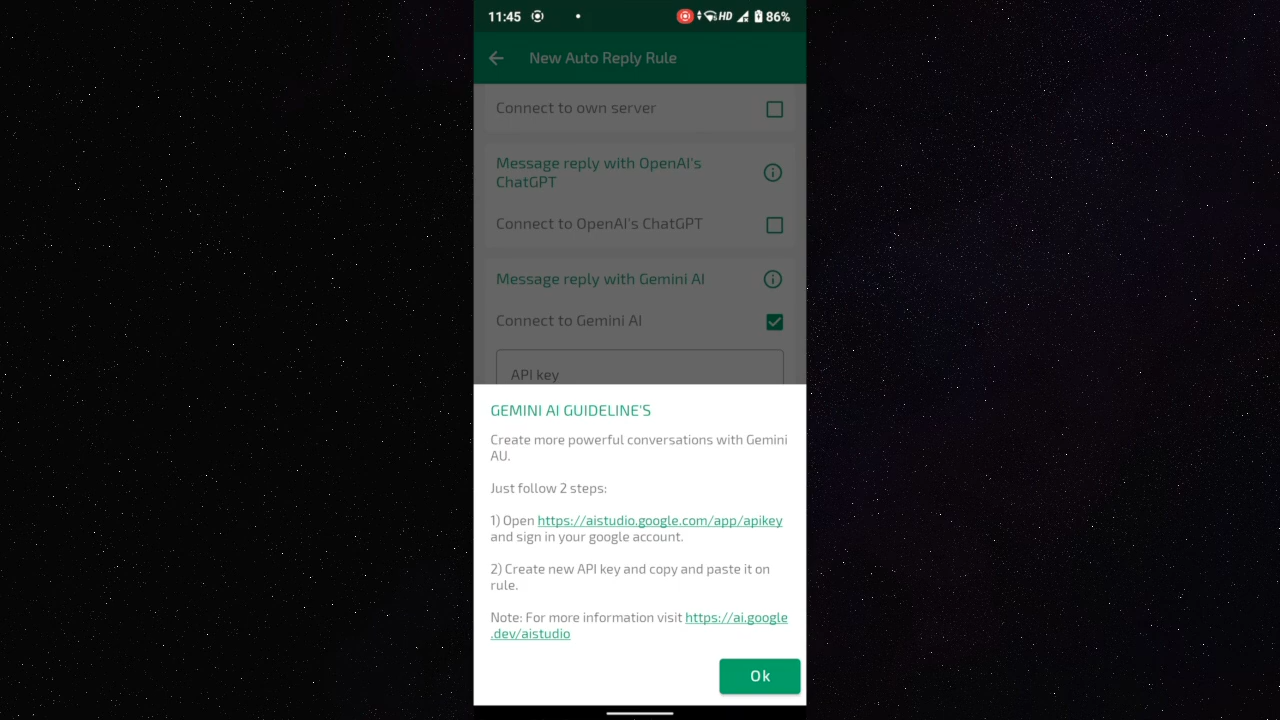 11:45 HD 86%
New Auto Reply Rule
Connect to own server
Message reply with OpenAI's
ChatGPT
Connect to OpenAI's ChatGPT
Message reply with Gemini AI
Connect to Gemini AI
API key
GEMINI AI GUIDELINE'S
Create more powerful conversations with Gemini
AU.
Just follow 2 steps:
1) Open https://aistudio.google.com/app/apikey
and sign in your google account.
2) Create new API key and copy and paste it on
rule.
Note: For more information visit https://ai.google
.dev/aistudio
Ok